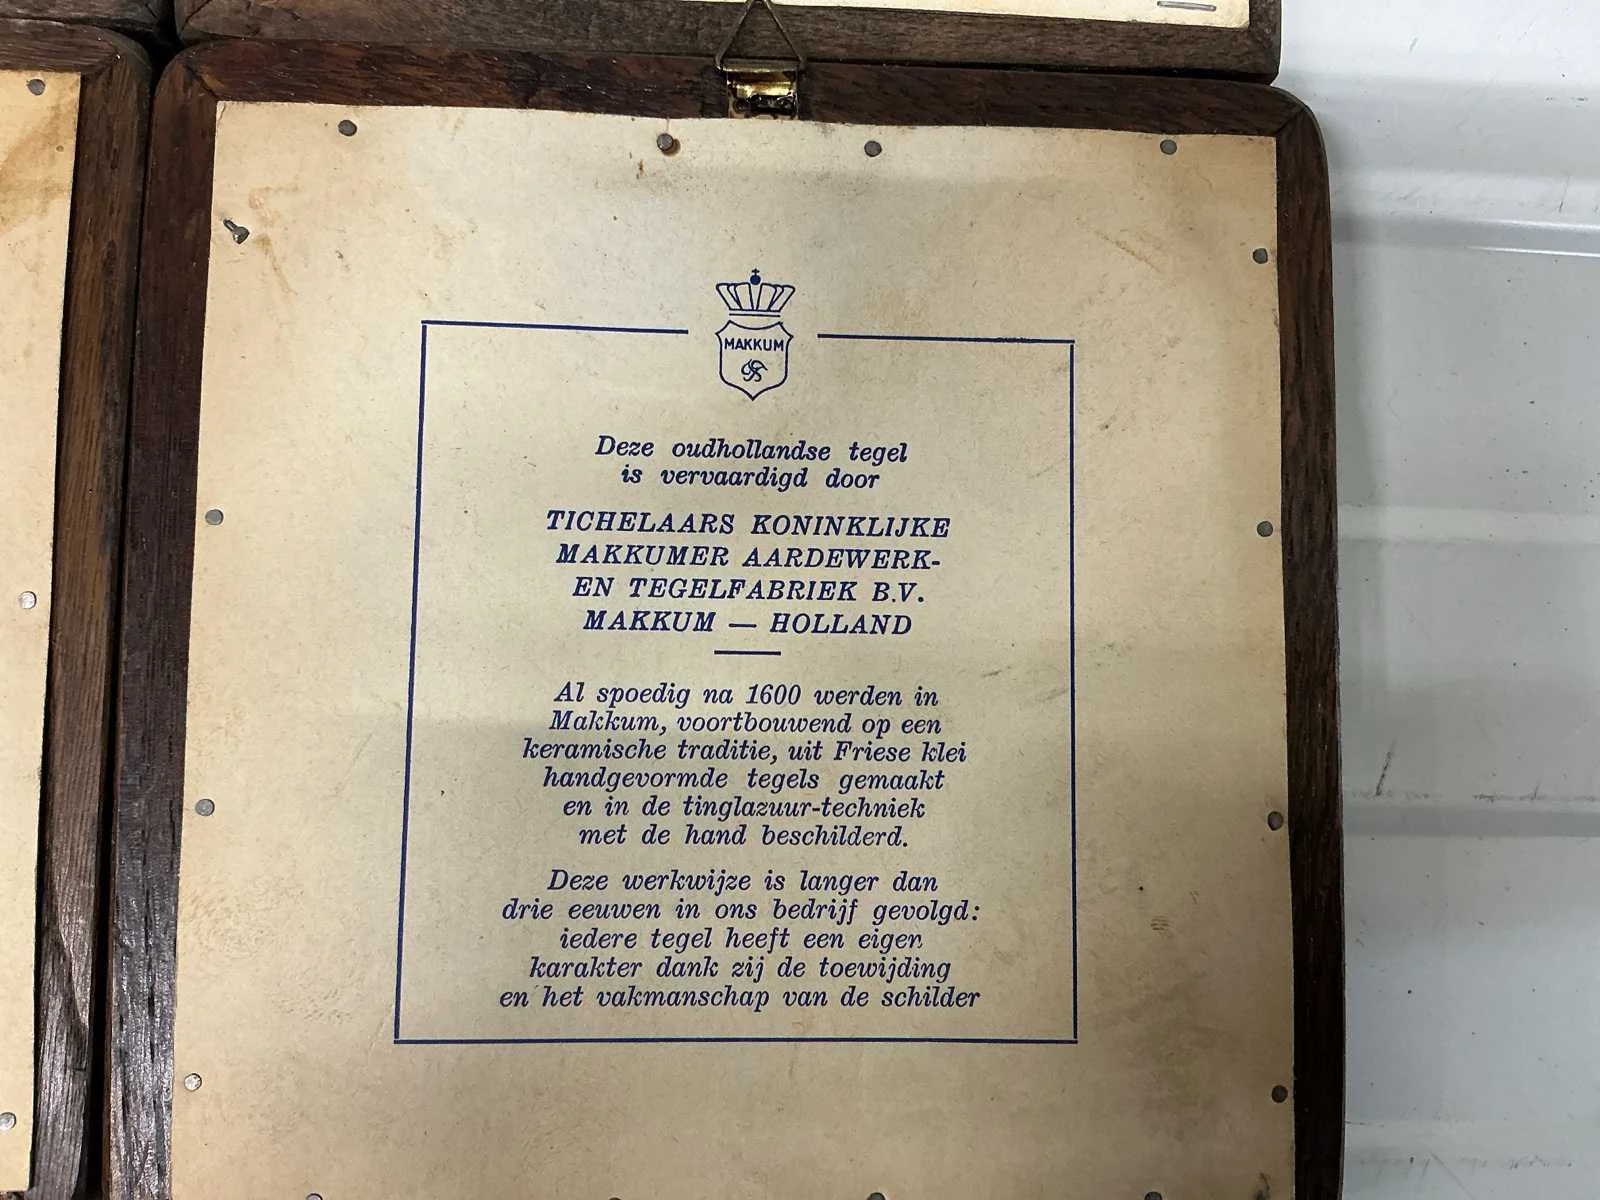 MAKKUM
Deze oudhollandse tegel
is vervaardigd door
TICHELAARS KONINKLIJKE
MAKKUMER AARDEWERK-
EN TEGELFABRIEK B.V.
MAKKUM — HOLLAND
Al spoedig na 1600 werden in
Makkum, voortbouwend op een
keramische traditie, uit Friese klei
handgevormde tegels gemaakt
en in de tinglazuur-techniek
met de hand beschilderd.
Deze werkwijze is langer dan
drie eeuwen in ons bedrijf gevolgd:
iedere tegel heeft een eigen
karakter dank zij de toewijding
en het vakmanschap van de schilder